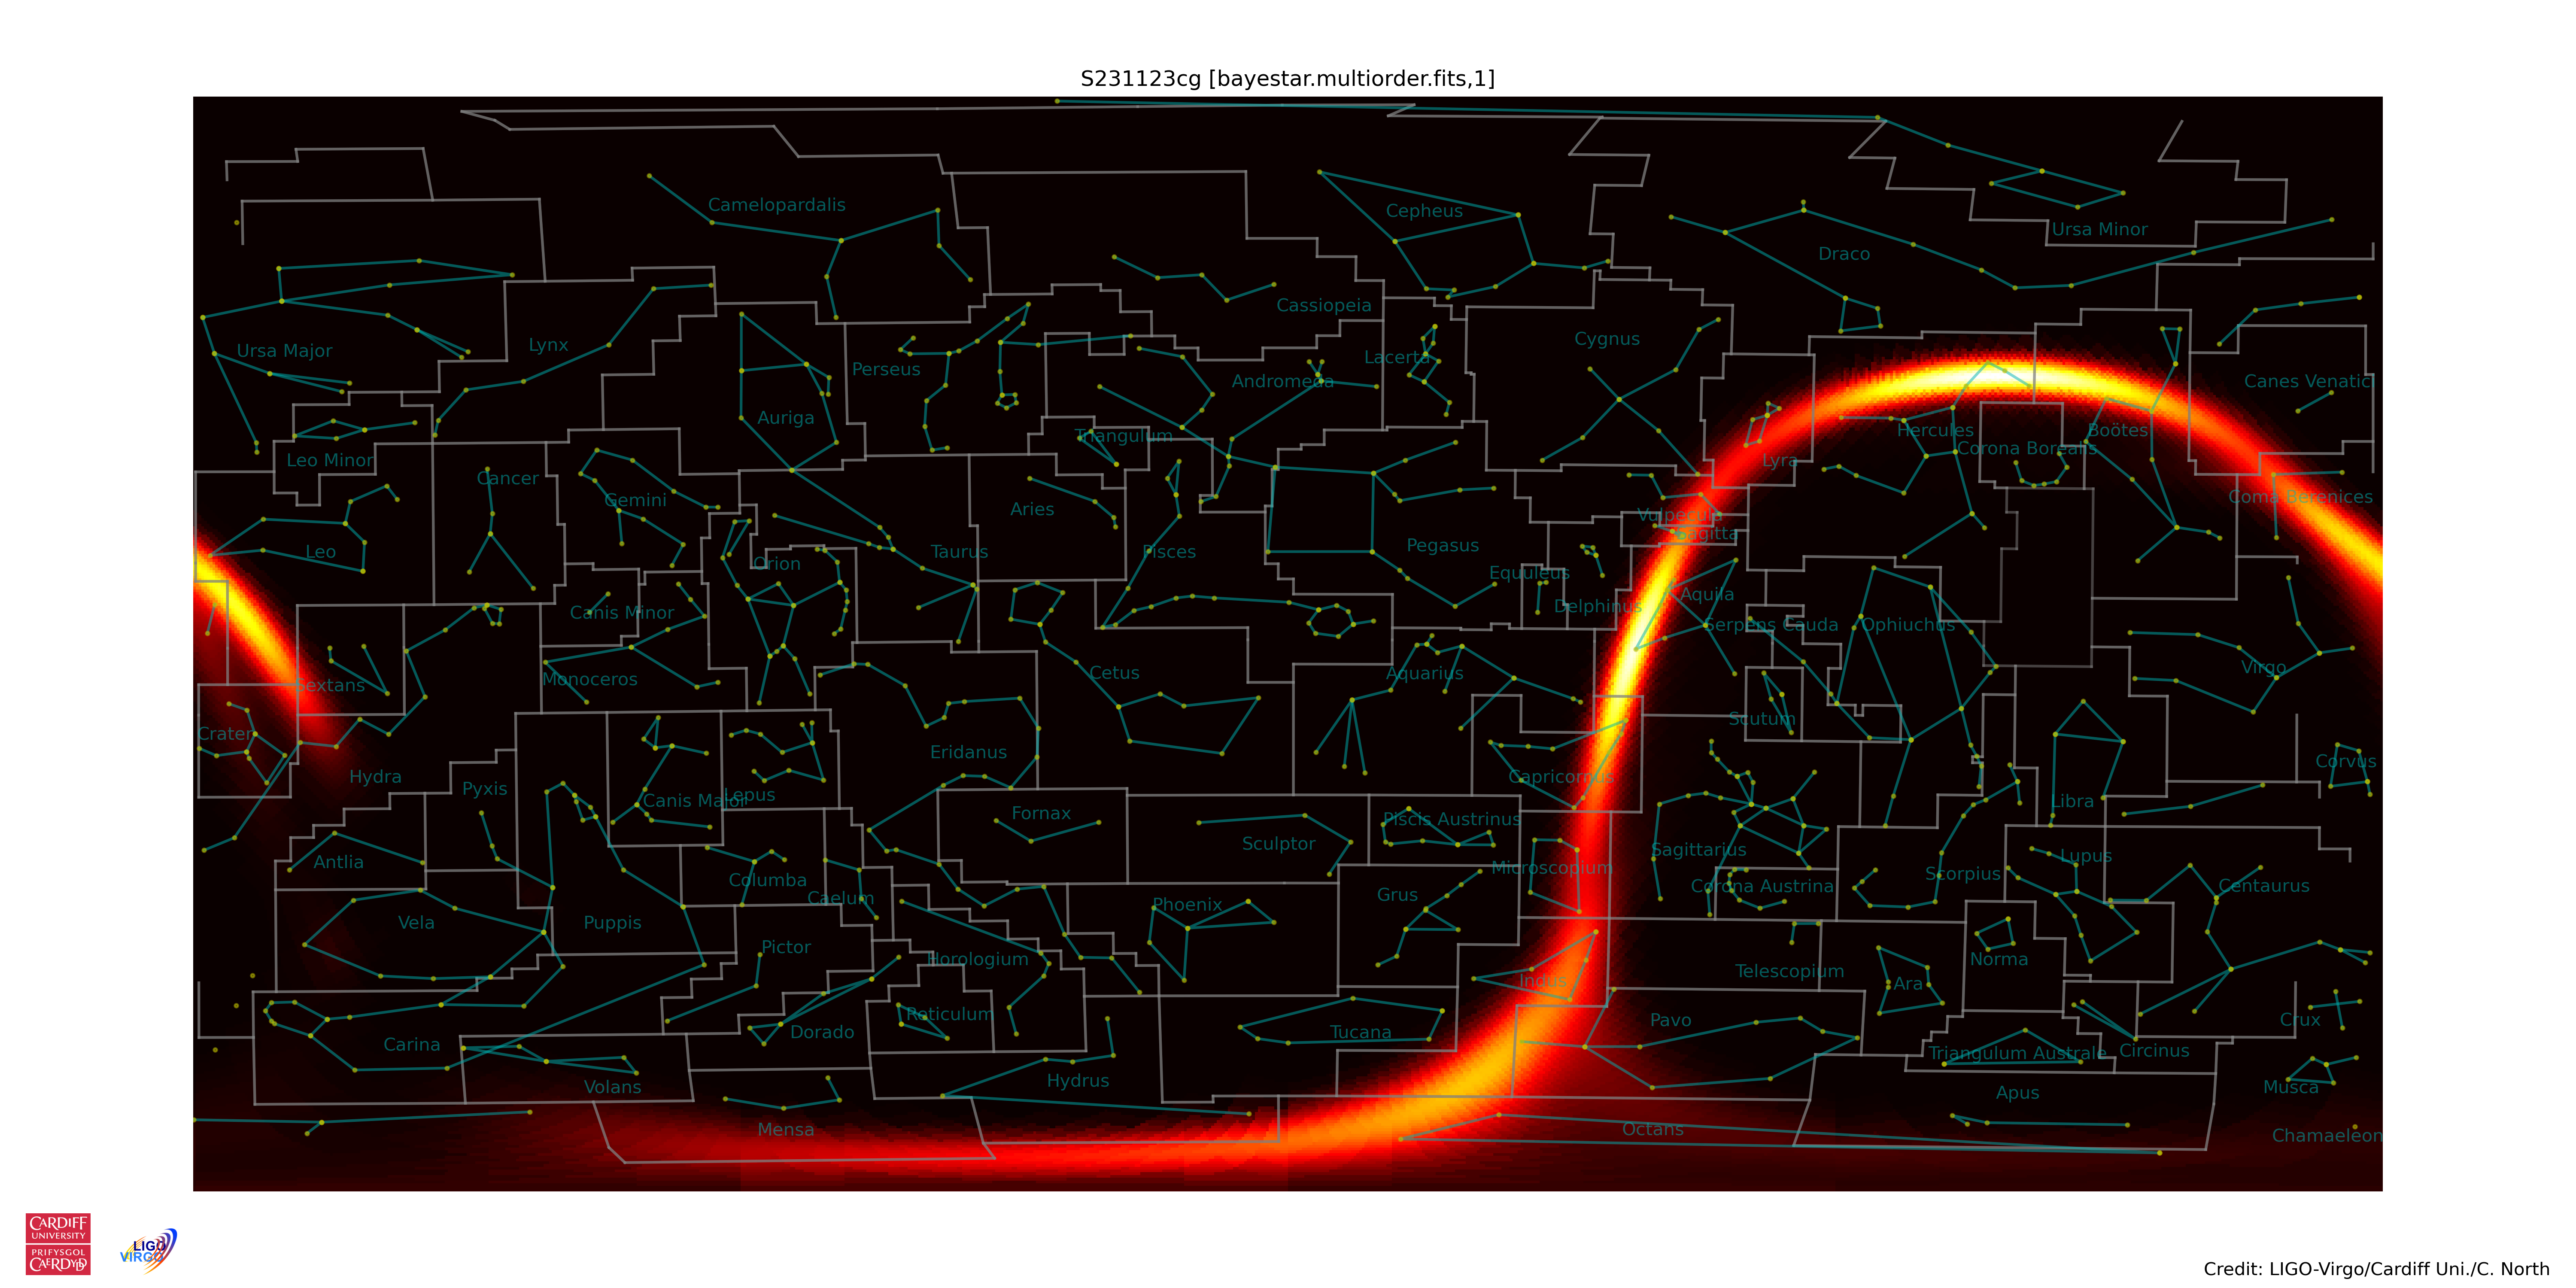 S231123cg [bayestar.multiorder.fits,1]
Camelopardalis
Cepheus
Ursa Minor
Draco
Cassiopeia
Ursa Major
Lynx
Cygnus
Lacerta
Perseus
Andromeda
Canes Venatici
Auriga
Triangulum
Hercules
Boötes
Corona Borealis
Leo Minor
Lyra
Cancer
Gemini
Coma Berenices
Aries
Vulpecula
Sagitta
Leo
Taurus
Pisces
Pegasus
Orion
Equuleus
Canis Minor
Delphinus
Aquila
Serpens Cauda
Ophiuchus
Virgo
Sextans
Monoceros
Cetus
Aquarius
Scutum
Crater
Eridanus
Corvus
Hydra
Capricornus
Pyxis
Canis Major
Lepus
Libra
Fornax
Piscis Austrinus
Sculptor
Sagittarius
Antlia
Lupus
Microscopium
Columba
Scorpius
Corona Austrina
Centaurus
Caelum
Grus
Phoenix
Vela
Puppis
Pictor
Horologium
Telescopium
Norma
Indus
Ara
Reticulum
Pavo
Crux
Dorado
Tucana
Carina
Triangulum Australe
Circinus
Volans
Hydrus
Musca
Apus
Mensa
Octans
Chamaeleon
CARDIFF
UNIVERSITY
PRIFYSGOL
CAERDYDD
LIGO
VIRGO
Credit: LIGO-Virgo/Cardiff Uni./C. North